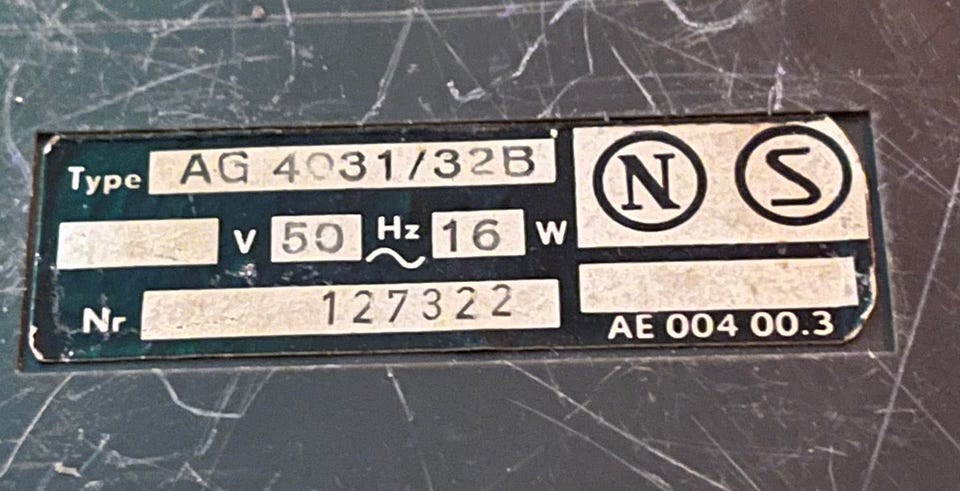 Type AG 4031/32B
N S
V 50 Hz 16 W
Nr 127322
AE 004 00.3